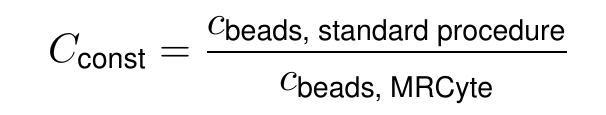 C_const = c_beads, standard procedure / c_beads, MRCyte